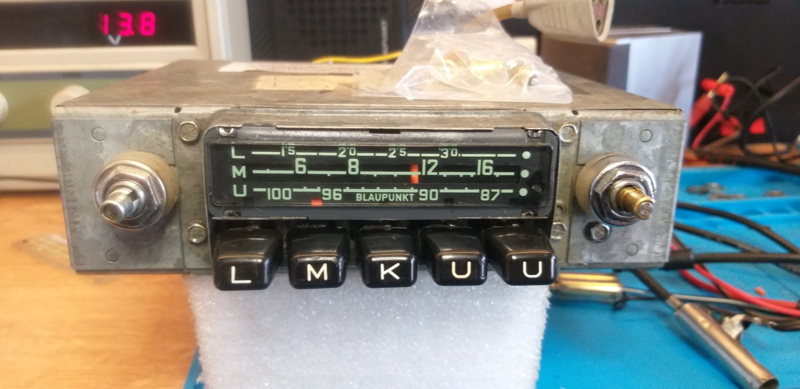 13.8
L 15 20 25 30
M 6 8 12 16
U 100 96 BLAUPUNKT 90 87
L M K U U